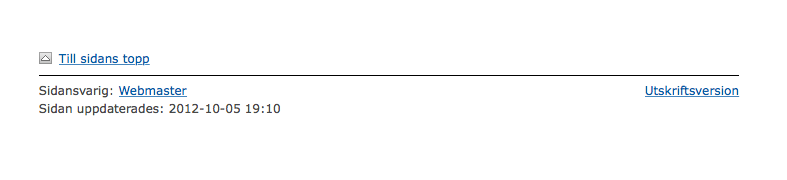 Till sidans topp
Sidansvarig: Webmaster
Utskriftsversion
Sidan uppdaterades: 2012-10-05 19:10